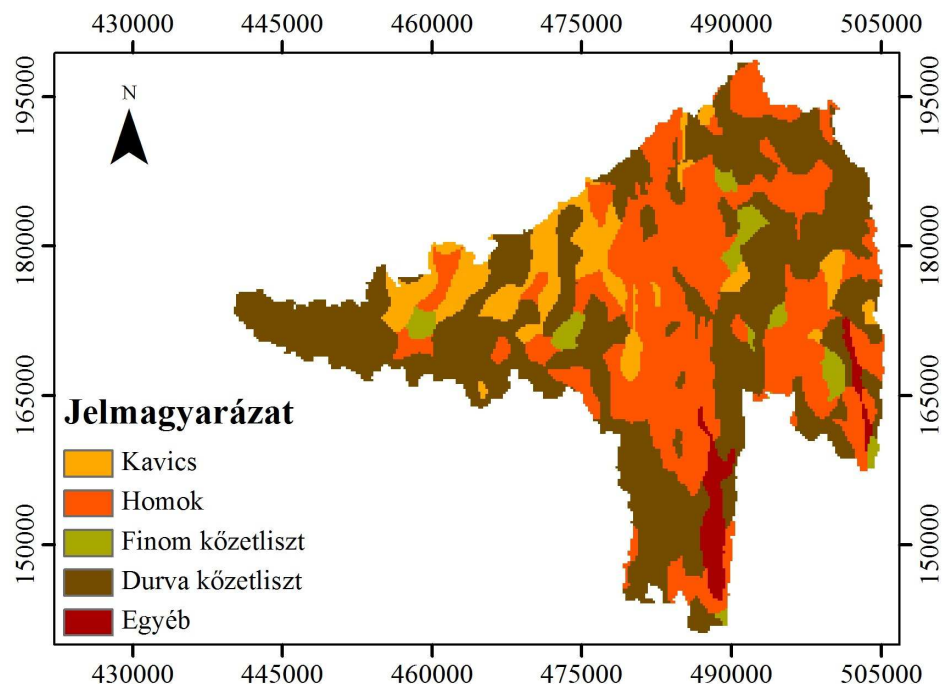 430000 445000 460000 475000 490000 505000
195000 195000
N
180000 180000
165000 165000
Jelmagyarázat
Kavics
Homok
Finom kőzetliszt
150000 150000
Durva kőzetliszt
Egyéb
430000 445000 460000 475000 490000 505000